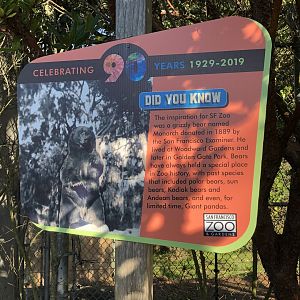 CELEBRATING 90 YEARS 1929-2019
DID YOU KNOW
The inspiration for SF Zoo
was a grizzly bear named
Monarch donated in 1889 by
the San Francisco Examiner. He
lived at Woodward Gardens and
later in Golden Gate Park. Bears
have always held a special place
in Zoo history, with past species
that included polar bears, sun
bears, Kodiak bears and
Andean bears, and even, for
limited time, Giant pandas.
SAN FRANCISCO
ZOO
& GARDENS